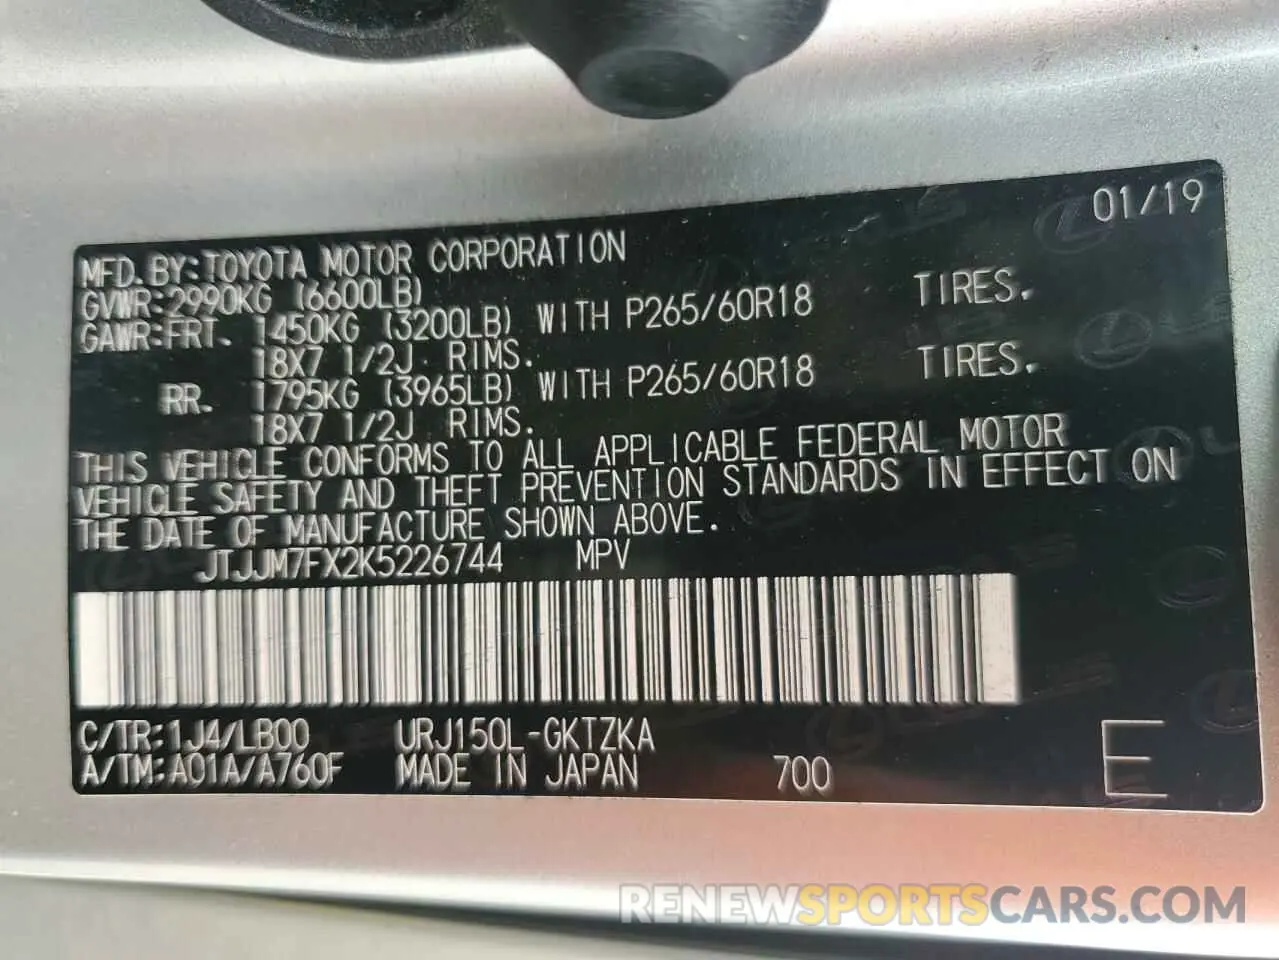 01/19
MFD. BY: TOYOTA MOTOR CORPORATION
GVWR: 2990KG (6600LB)
GAWR: FRT. 1450KG (3200LB) WITH P265/60R18 TIRES.
18X7 1/2J RIMS.
RR. 1795KG (3965LB) WITH P265/60R18 TIRES.
18X7 1/2J RIMS.
THIS VEHICLE CONFORMS TO ALL APPLICABLE FEDERAL MOTOR
VEHICLE SAFETY AND THEFT PREVENTION STANDARDS IN EFFECT ON
THE DATE OF MANUFACTURE SHOWN ABOVE.
JTJJM7FX2K5226744 MPV
C/TR: 1J4/LB00 URJ150L-GKTZKA
A/TM: A01A/A760F MADE IN JAPAN 700
E
RENEWSPORTSCARS.COM